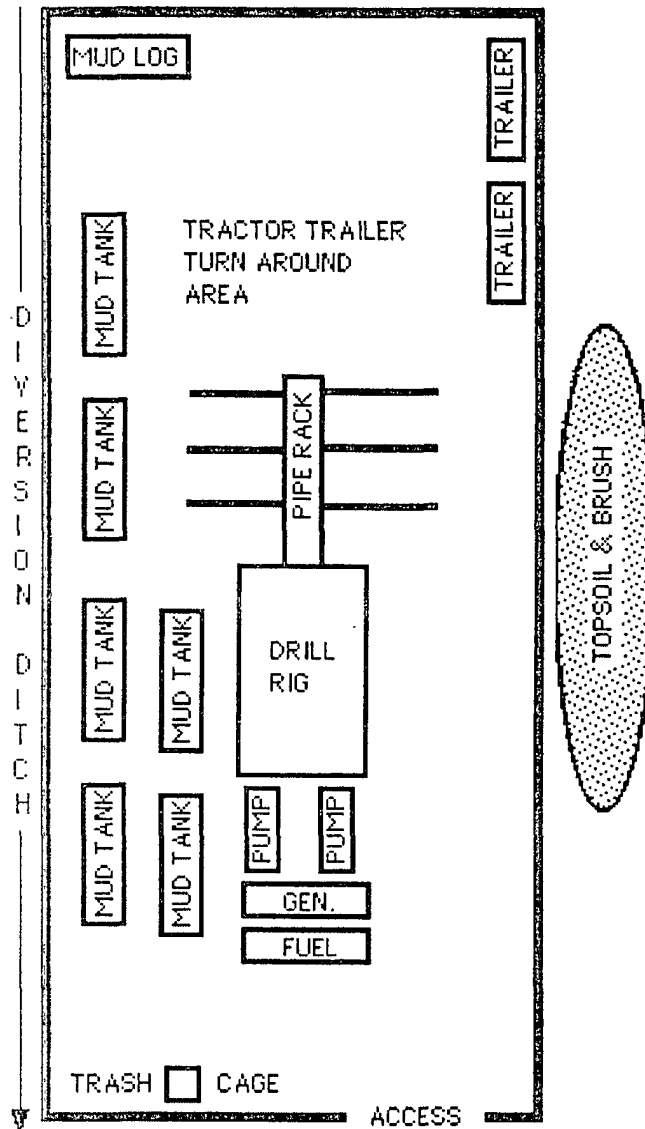 MUD LOG
TRAILER
TRAILER
MUD TANK
TRACTOR TRAILER
TURN AROUND
AREA
DIVERSION DITCH
MUD TANK
PIPE RACK
TOPSOIL & BRUSH
MUD TANK
MUD TANK
DRILL
RIG
MUD TANK
MUD TANK
PUMP
PUMP
GEN.
FUEL
TRASH CAGE
ACCESS